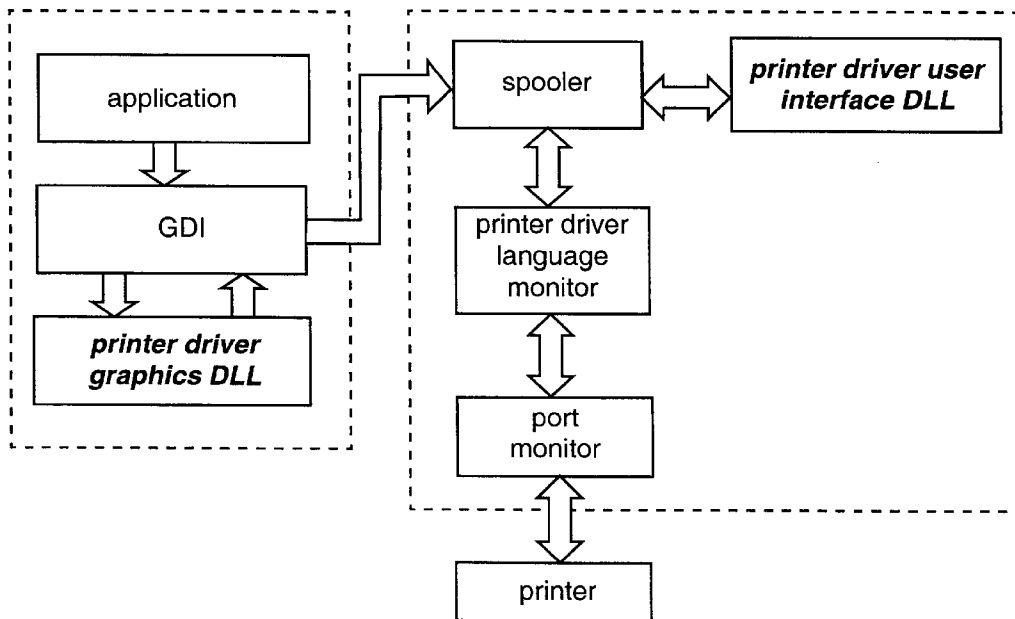 application
GDI
printer driver
graphics DLL
spooler
printer driver user
interface DLL
printer driver
language
monitor
port
monitor
printer